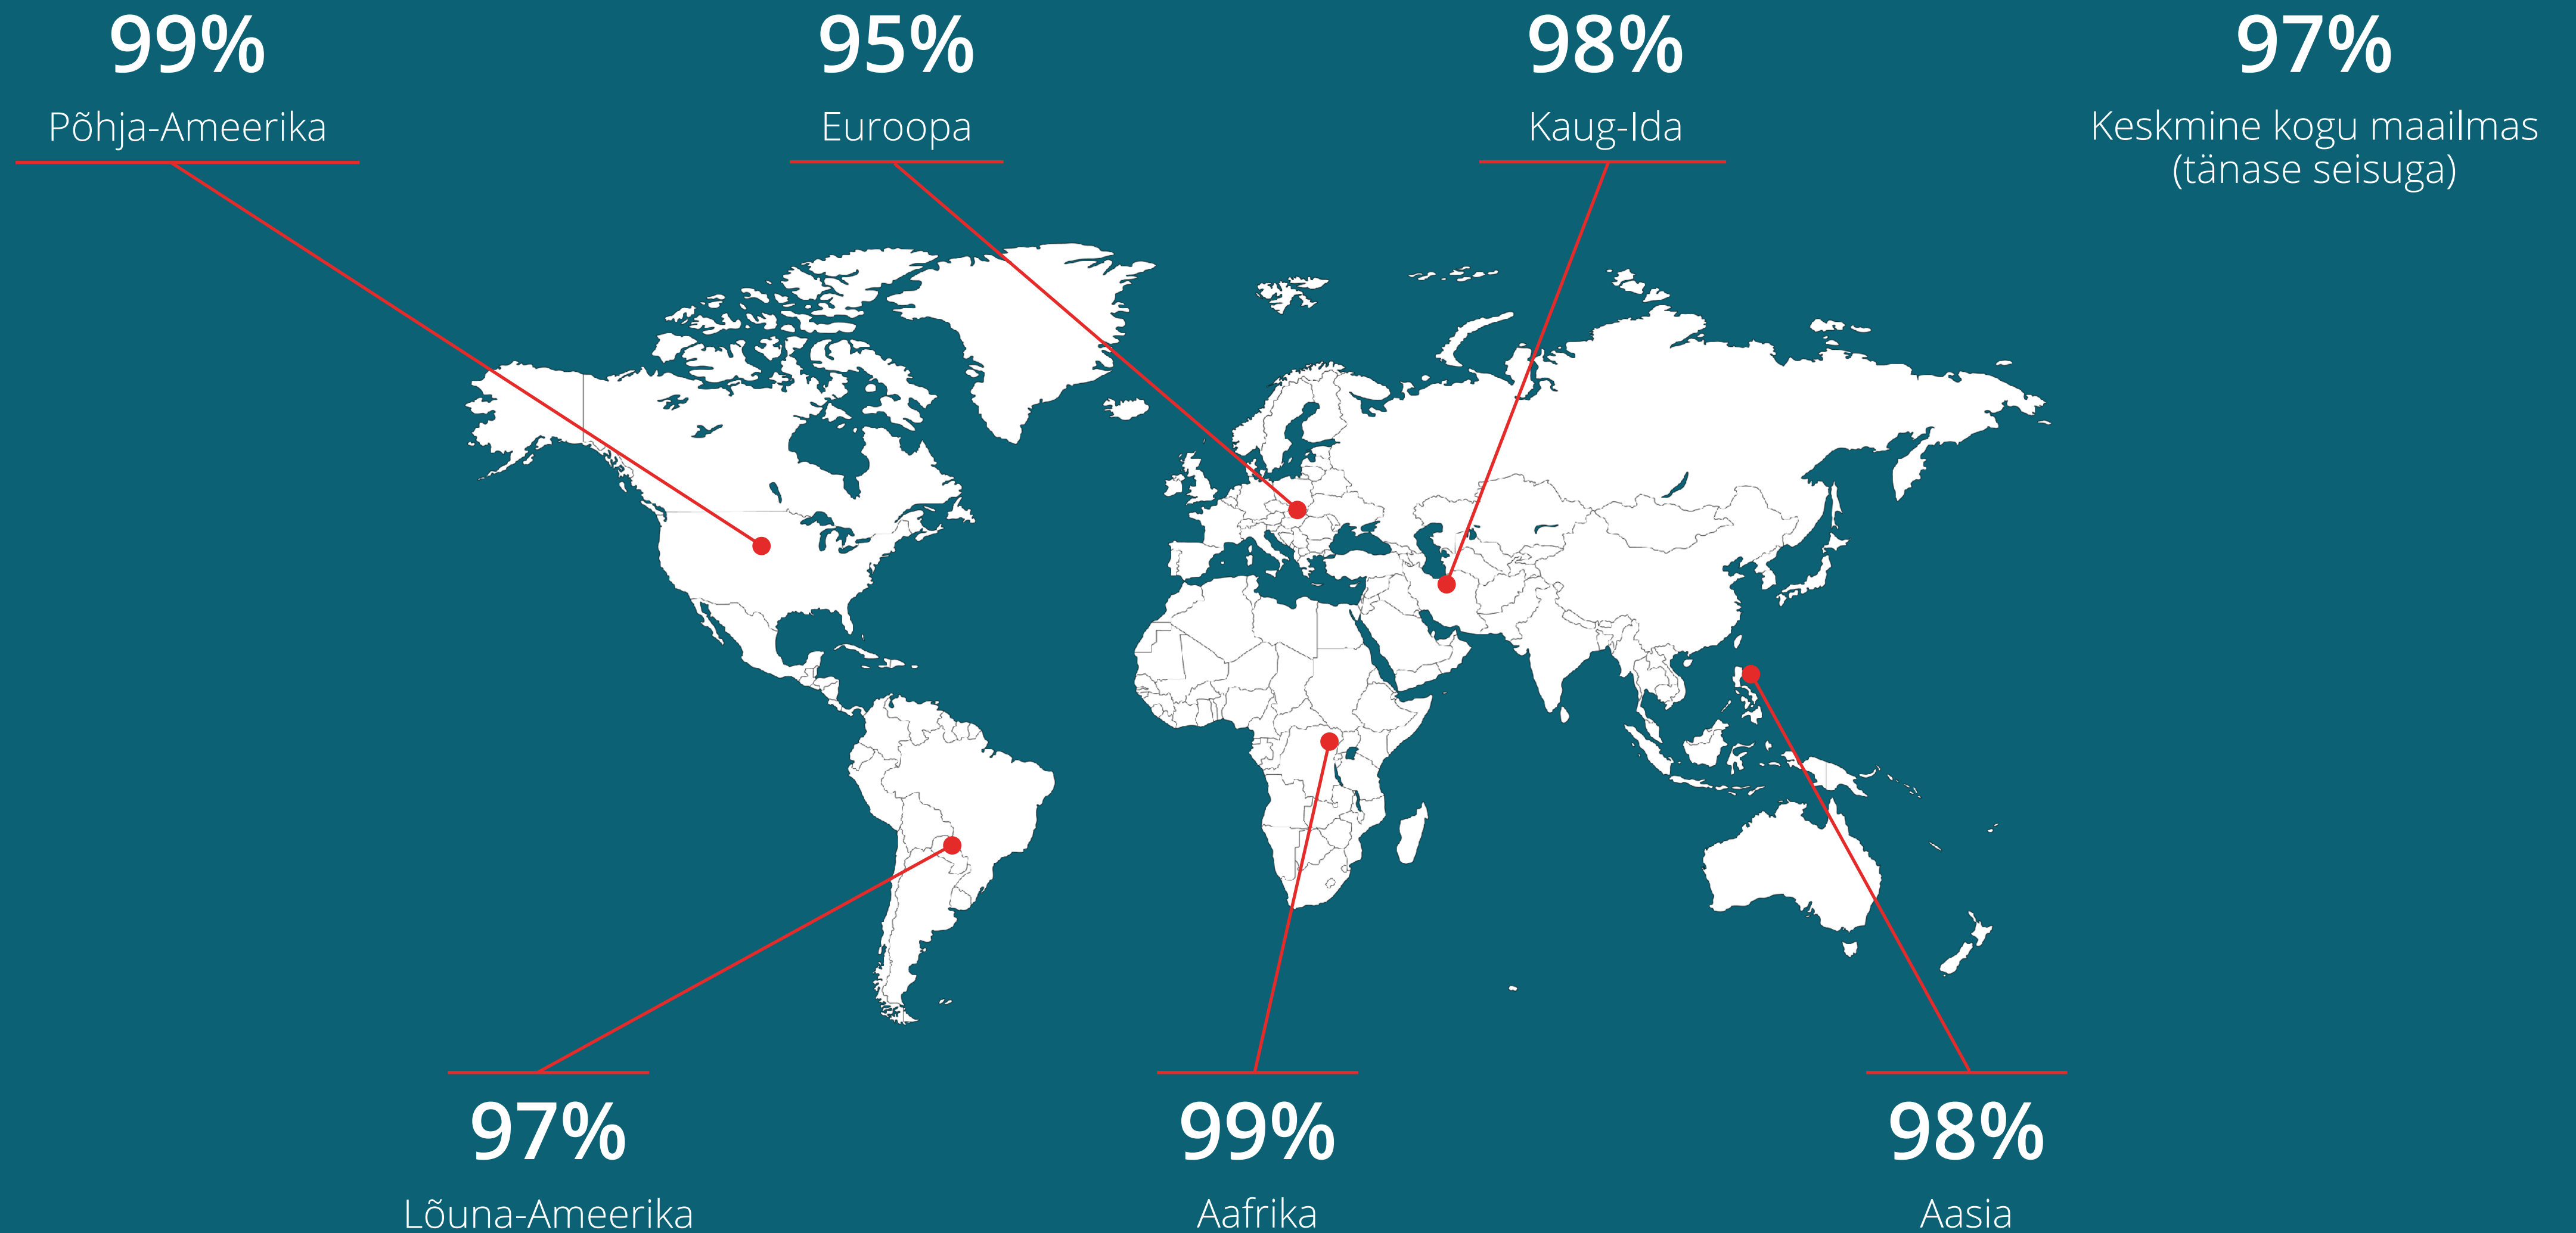 99%
Põhja-Ameerika
95%
Euroopa
98%
Kaug-Ida
97%
Keskmine kogu maailmas
(tänase seisuga)
97%
Lõuna-Ameerika
99%
Aafrika
98%
Aasia